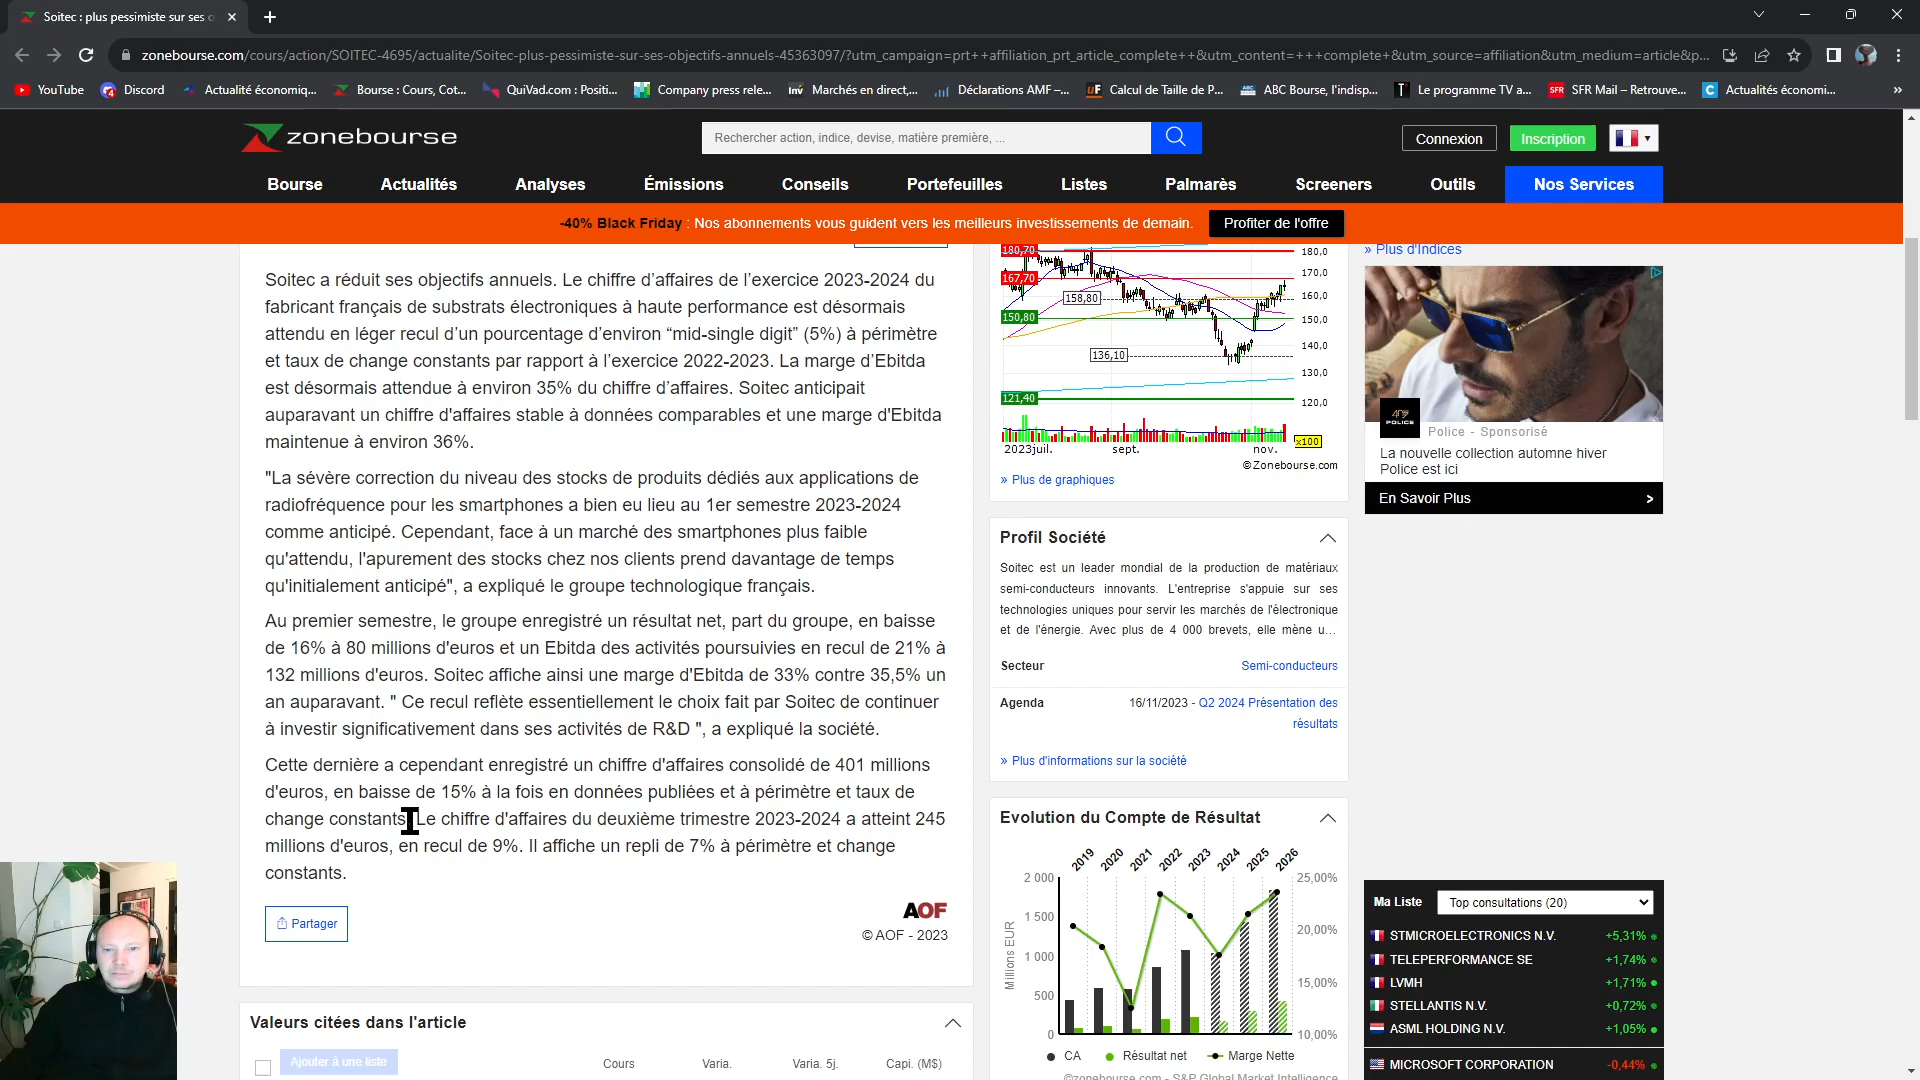 Soitec : plus pessimiste sur ses o
zonebourse.com/cours/action/SOITEC-4695/actualite/Soitec-plus-pessimiste-sur-ses-objectifs-annuels-45363097/?utm_campaign=prt++affiliation_prt_article_complete++&utm_content=+++complete+&utm_source=affiliation&utm_medium=article&p...
YouTube
Discord
Actualité économiq...
Bourse : Cours, Cot...
QuiVad.com : Positi...
Company press rele...
Inv Marchés en direct,...
Déclarations AMF –...
Calcul de Taille de P...
ABC Bourse, l'indisp...
Le programme TV a...
SFR Mail – Retrouve...
Actualités économi...
zonebourse
Rechercher action, indice, devise, matière première, ...
Connexion
Inscription
Bourse
Actualités
Analyses
Émissions
Conseils
Portefeuilles
Listes
Palmarès
Screeners
Outils
Nos Services
-40% Black Friday : Nos abonnements vous guident vers les meilleurs investissements de demain.
Profiter de l'offre
Soitec a réduit ses objectifs annuels. Le chiffre d’affaires de l’exercice 2023-2024 du
fabricant français de substrats électroniques à haute performance est désormais
attendu en léger recul d’un pourcentage d’environ “mid-single digit” (5%) à périmètre
et taux de change constants par rapport à l’exercice 2022-2023. La marge d’Ebitda
est désormais attendue à environ 35% du chiffre d’affaires. Soitec anticipait
auparavant un chiffre d'affaires stable à données comparables et une marge d'Ebitda
maintenue à environ 36%.
"La sévère correction du niveau des stocks de produits dédiés aux applications de
radiofréquence pour les smartphones a bien eu lieu au 1er semestre 2023-2024
comme anticipé. Cependant, face à un marché des smartphones plus faible
qu'attendu, l'apurement des stocks chez nos clients prend davantage de temps
qu'initialement anticipé", a expliqué le groupe technologique français.
Au premier semestre, le groupe enregistré un résultat net, part du groupe, en baisse
de 16% à 80 millions d'euros et un Ebitda des activités poursuivies en recul de 21% à
132 millions d'euros. Soitec affiche ainsi une marge d'Ebitda de 33% contre 35,5% un
an auparavant. " Ce recul reflète essentiellement le choix fait par Soitec de continuer
à investir significativement dans ses activités de R&D ", a expliqué la société.
Cette dernière a cependant enregistré un chiffre d'affaires consolidé de 401 millions
d'euros, en baisse de 15% à la fois en données publiées et à périmètre et taux de
change constants. Le chiffre d'affaires du deuxième trimestre 2023-2024 a atteint 245
millions d'euros, en recul de 9%. Il affiche un repli de 7% à périmètre et change
constants.
Partager
AOF
© AOF - 2023
Valeurs citées dans l'article
Ajouter à une liste
Cours
Varia.
Varia. 5j.
Capi. (M$)
180,70
167,70
158,80
150,80
136,10
121,40
180,0
170,0
160,0
150,0
140,0
130,0
120,0
x100
2023juil.
sept.
nov.
©Zonebourse.com
» Plus de graphiques
Profil Société
Soitec est un leader mondial de la production de matériaux
semi-conducteurs innovants. L'entreprise s'appuie sur ses
technologies uniques pour servir les marchés de l'électronique
et de l'énergie. Avec plus de 4 000 brevets, elle mène u...
Secteur
Semi-conducteurs
Agenda
16/11/2023 - Q2 2024 Présentation des
résultats
» Plus d'informations sur la société
Evolution du Compte de Résultat
2019
2020
2021
2022
2023
2024
2025
2026
2 000
1 500
1 000
500
0
Millions EUR
25,00%
20,00%
15,00%
10,00%
CA
Résultat net
Marge Nette
©zonebourse.com - S&P Global Market Intelligence
» Plus d'Indices
POLICE
Police - Sponsorisé
La nouvelle collection automne hiver
Police est ici
En Savoir Plus
Ma Liste
Top consultations (20)
STMICROELECTRONICS N.V. +5,31%
TELEPERFORMANCE SE +1,74%
LVMH +1,71%
STELLANTIS N.V. +0,72%
ASML HOLDING N.V. +1,05%
MICROSOFT CORPORATION -0,44%